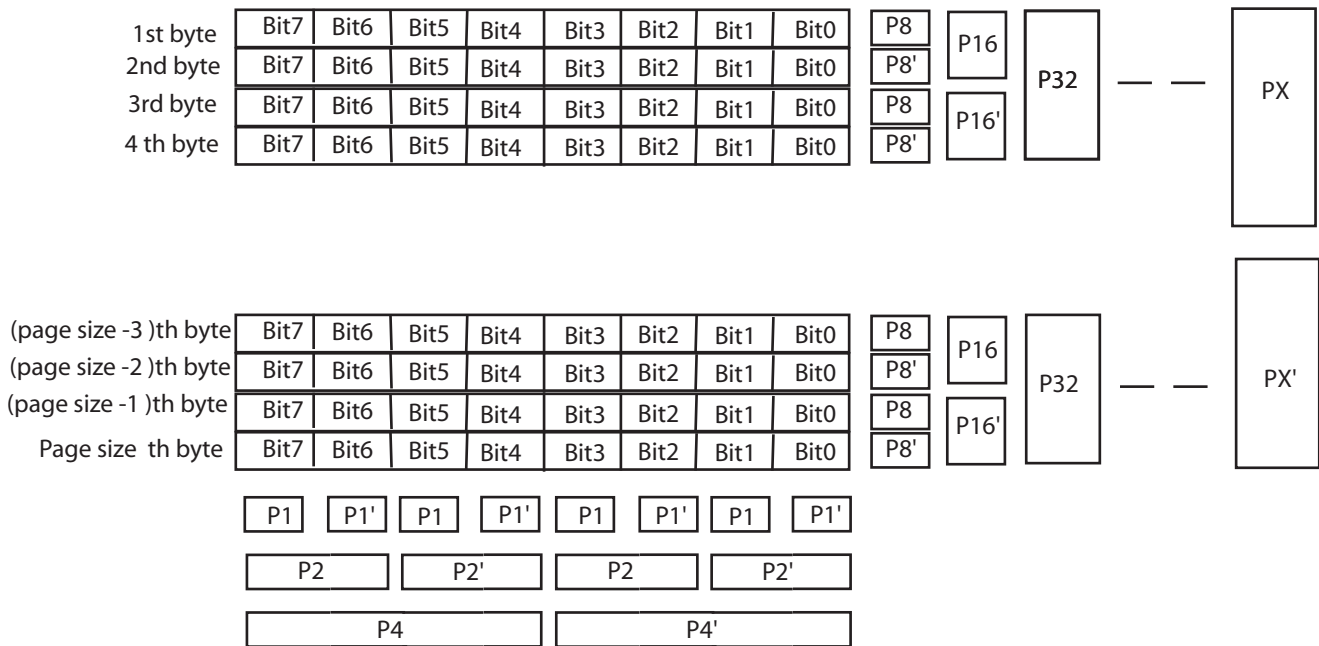 1st byte Bit7 Bit6 Bit5 Bit4 Bit3 Bit2 Bit1 Bit0 P8 P16 P32 PX
2nd byte Bit7 Bit6 Bit5 Bit4 Bit3 Bit2 Bit1 Bit0 P8'
3rd byte Bit7 Bit6 Bit5 Bit4 Bit3 Bit2 Bit1 Bit0 P8 P16'
4 th byte Bit7 Bit6 Bit5 Bit4 Bit3 Bit2 Bit1 Bit0 P8'
(page size -3 )th byte Bit7 Bit6 Bit5 Bit4 Bit3 Bit2 Bit1 Bit0 P8 P16 P32 PX'
(page size -2 )th byte Bit7 Bit6 Bit5 Bit4 Bit3 Bit2 Bit1 Bit0 P8'
(page size -1 )th byte Bit7 Bit6 Bit5 Bit4 Bit3 Bit2 Bit1 Bit0 P8 P16'
Page size th byte Bit7 Bit6 Bit5 Bit4 Bit3 Bit2 Bit1 Bit0 P8'
P1 P1' P1 P1' P1 P1' P1 P1'
P2 P2' P2 P2'
P4 P4'